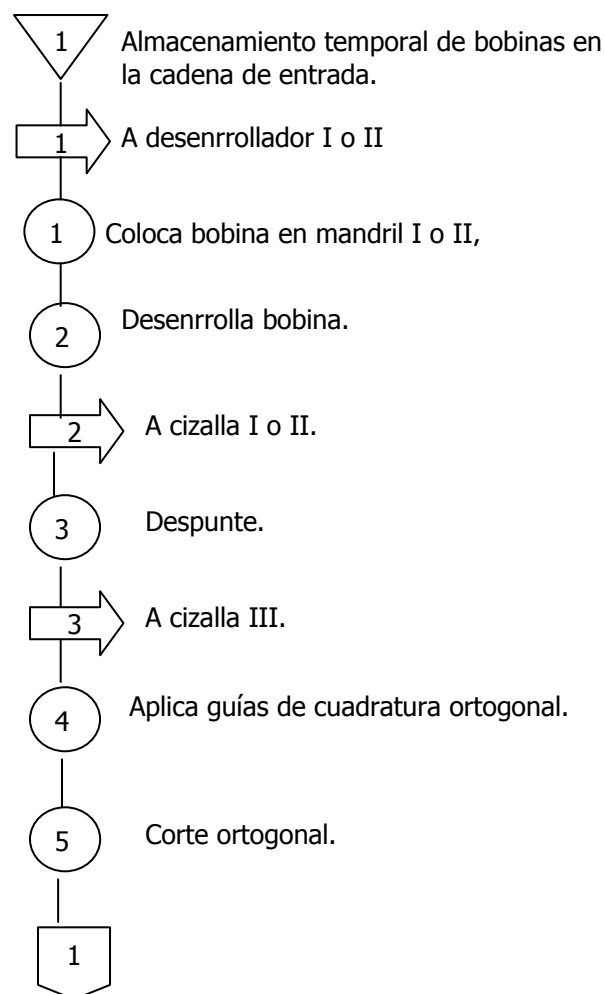 1
Almacenamiento temporal de bobinas en
la cadena de entrada.
1
A desenrrollador I o II
1
Coloca bobina en mandril I o II,
2
Desenrrolla bobina.
2
A cizalla I o II.
3
Despunte.
3
A cizalla III.
4
Aplica guías de cuadratura ortogonal.
5
Corte ortogonal.
1